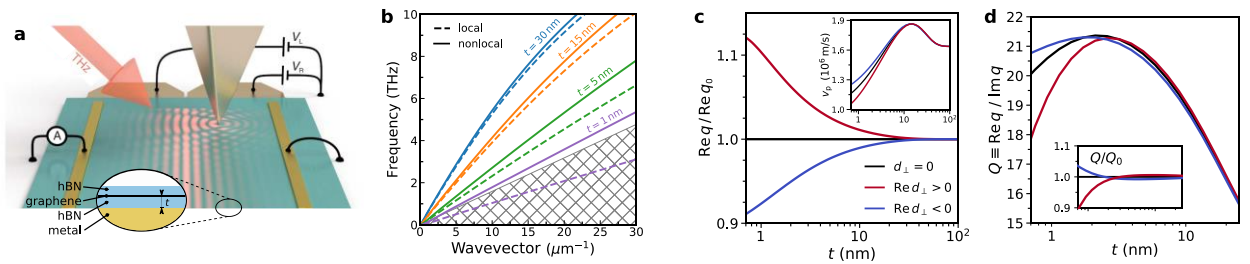 a
THz
V_L
V_R
A
hBN
graphene
hBN
metal
t
b
Frequency (THz)
10
8
6
4
2
0
0 5 10 15 20 25 30
Wavevector (μm⁻¹)
local
nonlocal
t = 30 nm
t = 15 nm
t = 5 nm
t = 1 nm
c
Re q / Re q₀
1.1
1.0
0.9
1 10 10²
t (nm)
v_p (10⁶ m/s)
1.9
1.6
1.3
1.0
1 10 10²
d⊥ = 0
Re d⊥ > 0
Re d⊥ < 0
d
Q ≡ Re q / Im q
22
21
20
19
18
17
16
15
1 10
t (nm)
Q/Q₀
1.1
1.0
0.9